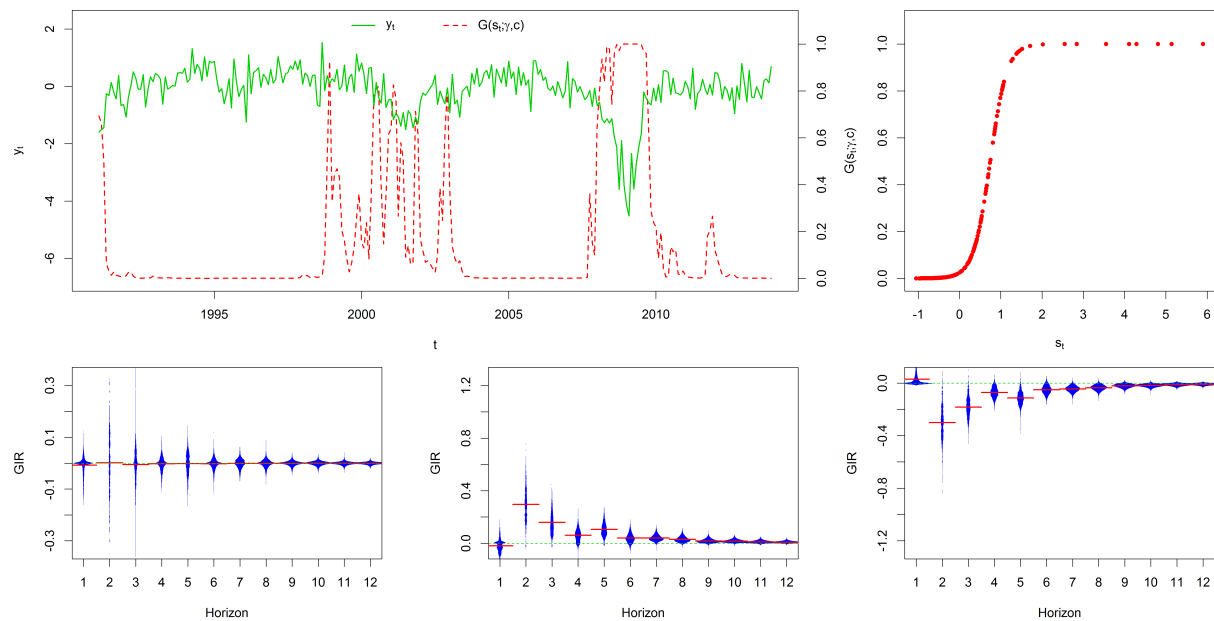 y_t G(s_t;γ,c)
2
0
-2
-4
-6
y_t
1.0
0.8
0.6
0.4
0.2
0.0
1995 2000 2005 2010
t
G(s_t;γ,c)
1.0
0.8
0.6
0.4
0.2
0.0
-1 0 1 2 3 4 5 6
s_t
GIR
0.3
0.1
-0.1
-0.3
1 2 3 4 5 6 7 8 9 10 11 12
Horizon
GIR
1.2
0.8
0.4
0.0
1 2 3 4 5 6 7 8 9 10 11 12
Horizon
GIR
0.0
-0.4
-0.8
-1.2
1 2 3 4 5 6 7 8 9 10 11 12
Horizon